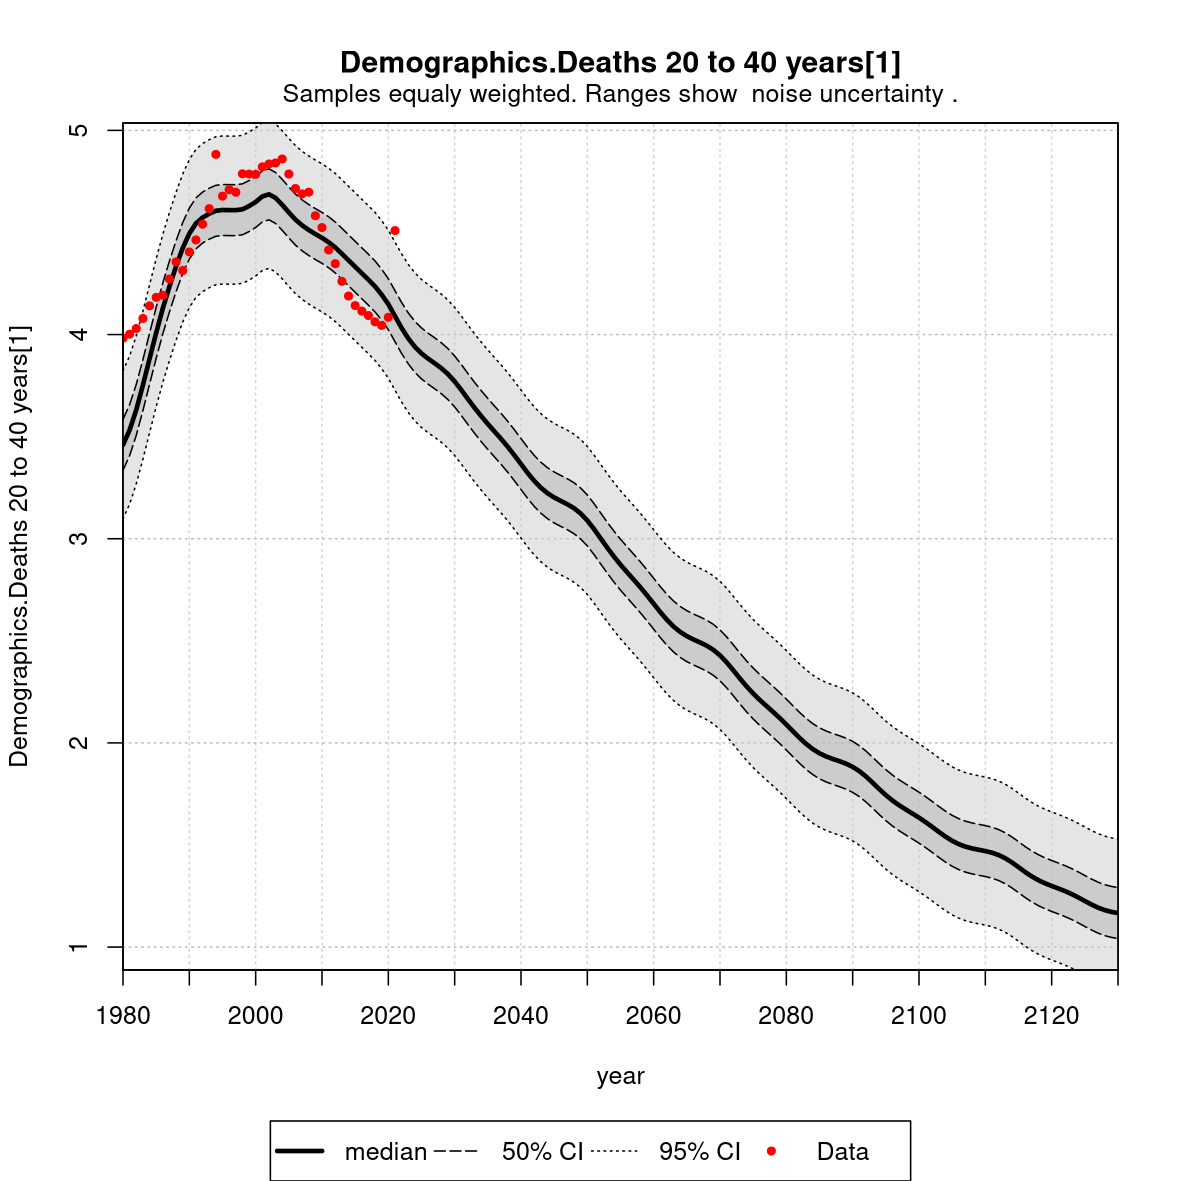 Demographics.Deaths 20 to 40 years[1]
Samples equaly weighted. Ranges show  noise uncertainty .
Demographics.Deaths 20 to 40 years[1]
5
4
3
2
1
1980 2000 2020 2040 2060 2080 2100 2120
year
median 50% CI 95% CI Data